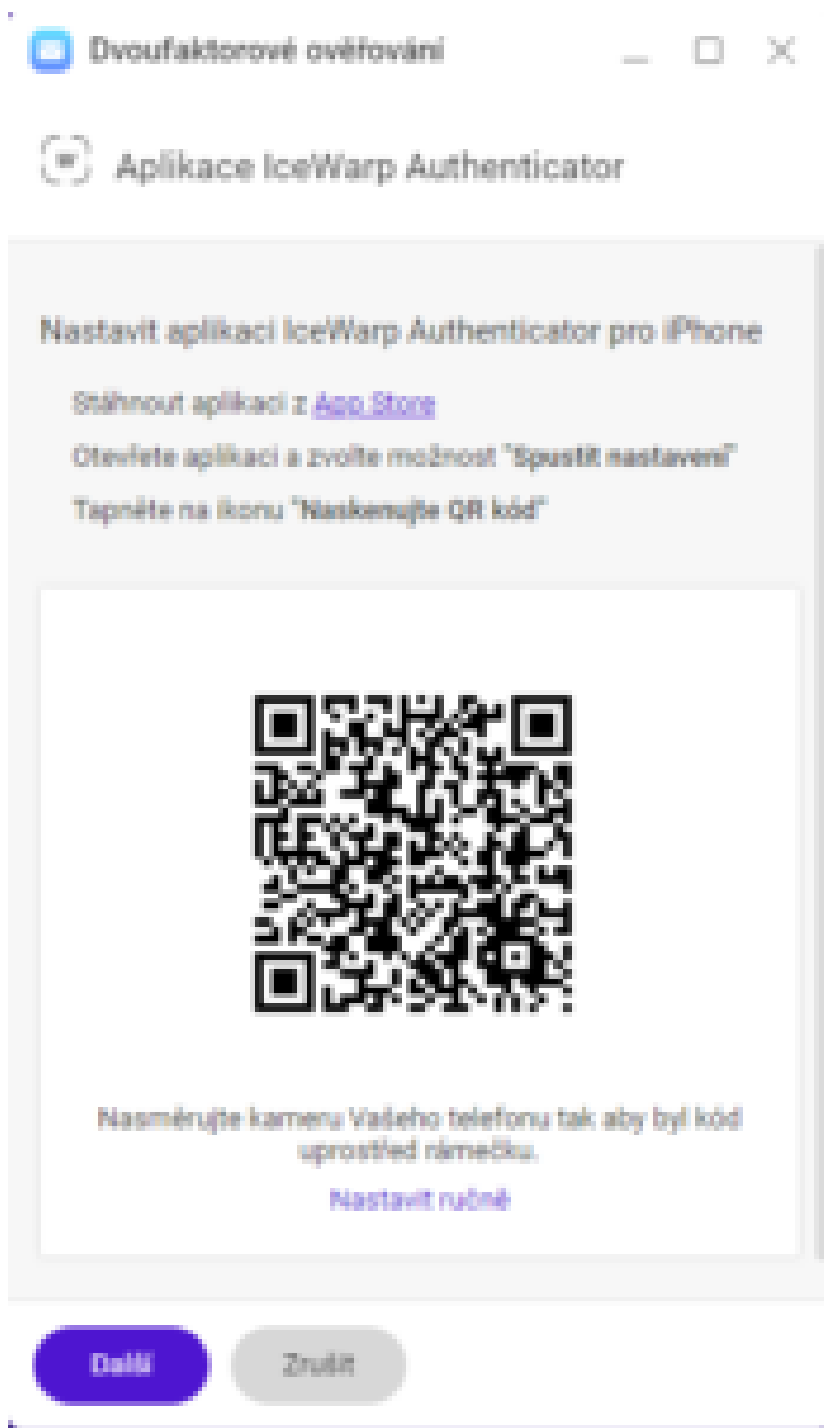 Dvoufaktorové ověřování
Aplikace IceWarp Authenticator
Nastavit aplikaci IceWarp Authenticator pro iPhone
Stáhnout aplikaci z App Store
Otevřete aplikaci a zvolte možnost "Spustit nastavení"
Tapněte na ikonu "Naskenujte QR kód"
Nasměrujte kameru Vašeho telefonu tak aby byl kód
uprostřed rámečku.
Nastavit ručně
Další
Zrušit